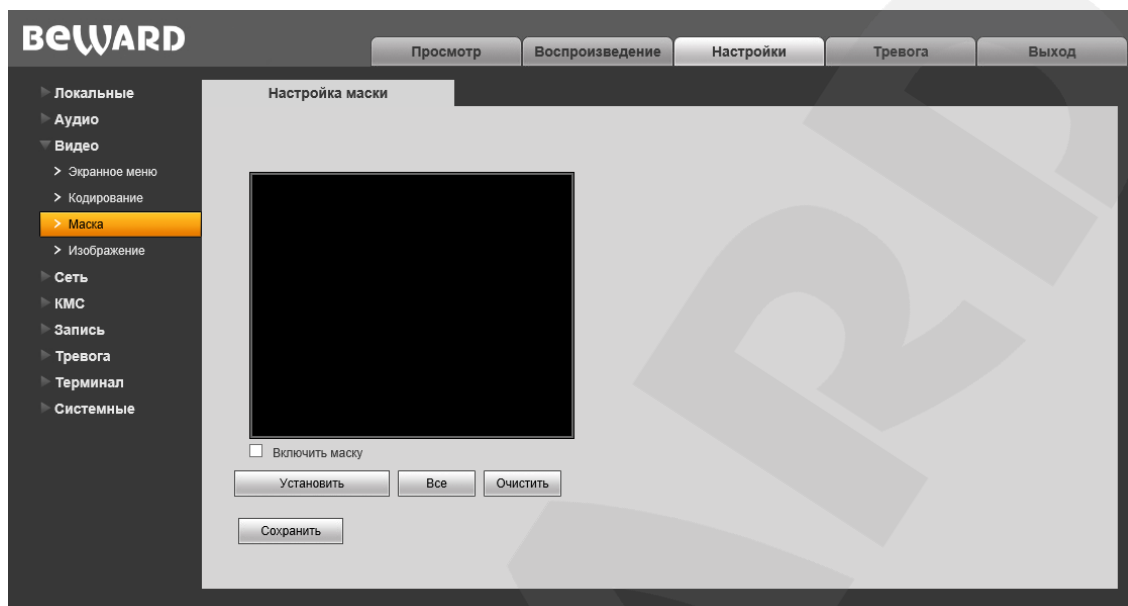 BEWARD
Просмотр Воспроизведение Настройки Тревога Выход
Локальные
Аудио
Видео
> Экранное меню
> Кодирование
> Маска
> Изображение
Сеть
КМС
Запись
Тревога
Терминал
Системные
Настройка маски
Включить маску
Установить Все Очистить
Сохранить